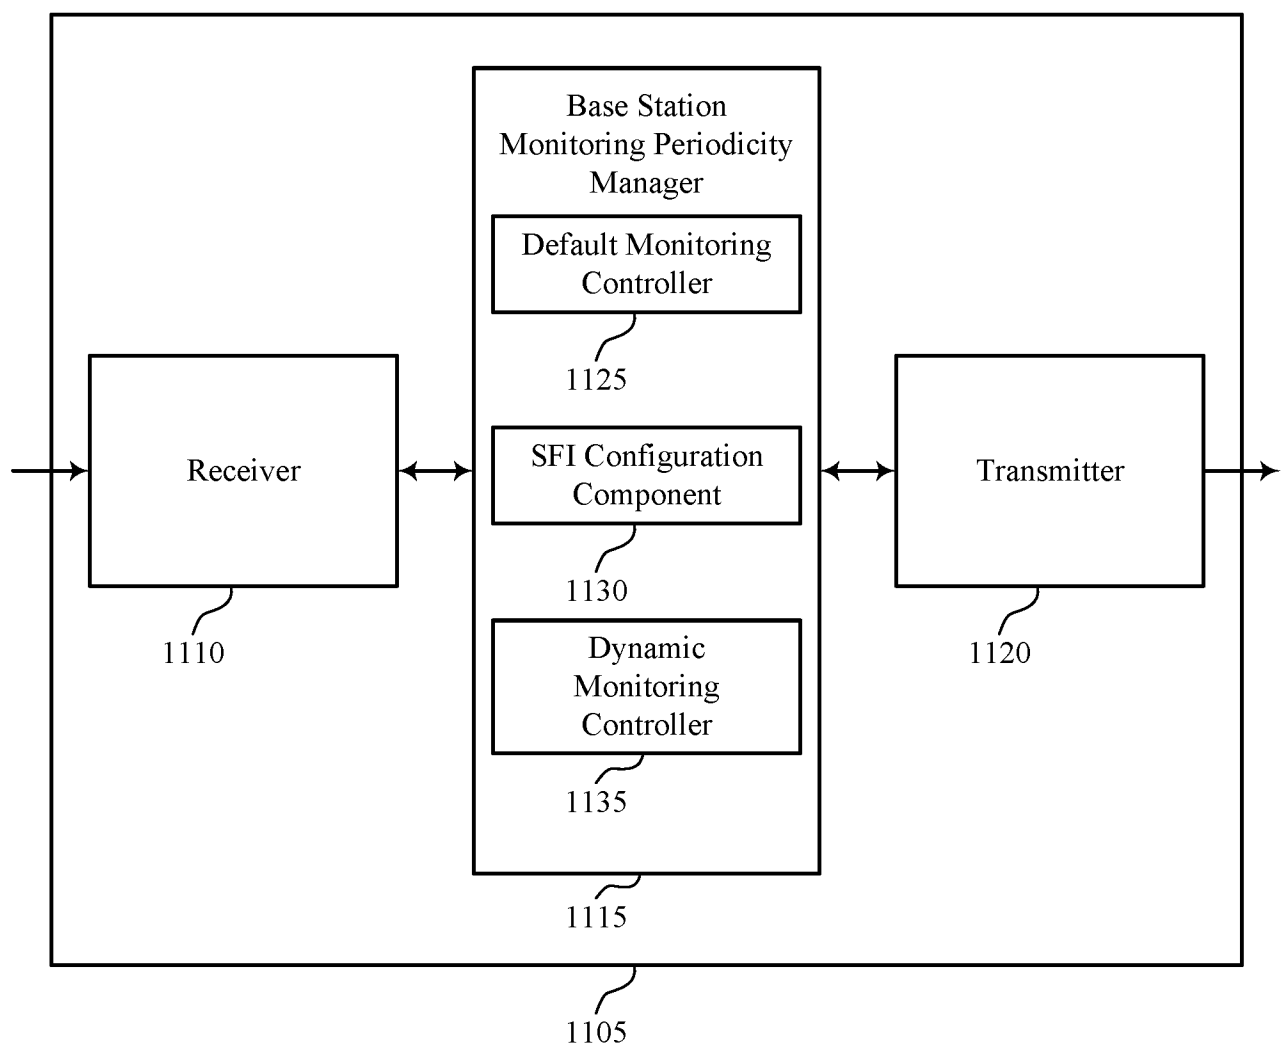 Base Station
Monitoring Periodicity
Manager
Default Monitoring
Controller
1125
Receiver
1110
SFI Configuration
Component
1130
Transmitter
1120
Dynamic
Monitoring
Controller
1135
1115
1105